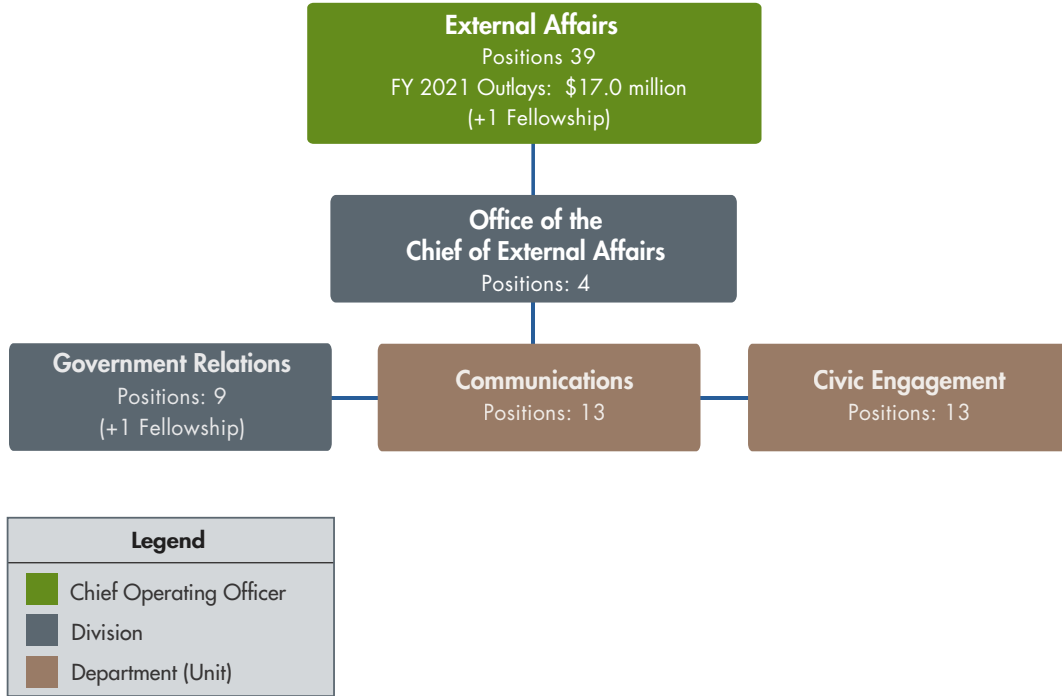 External Affairs
Positions 39
FY 2021 Outlays: $17.0 million
(+1 Fellowship)
Office of the
Chief of External Affairs
Positions: 4
Government Relations
Positions: 9
(+1 Fellowship)
Communications
Positions: 13
Civic Engagement
Positions: 13
Legend
Chief Operating Officer
Division
Department (Unit)